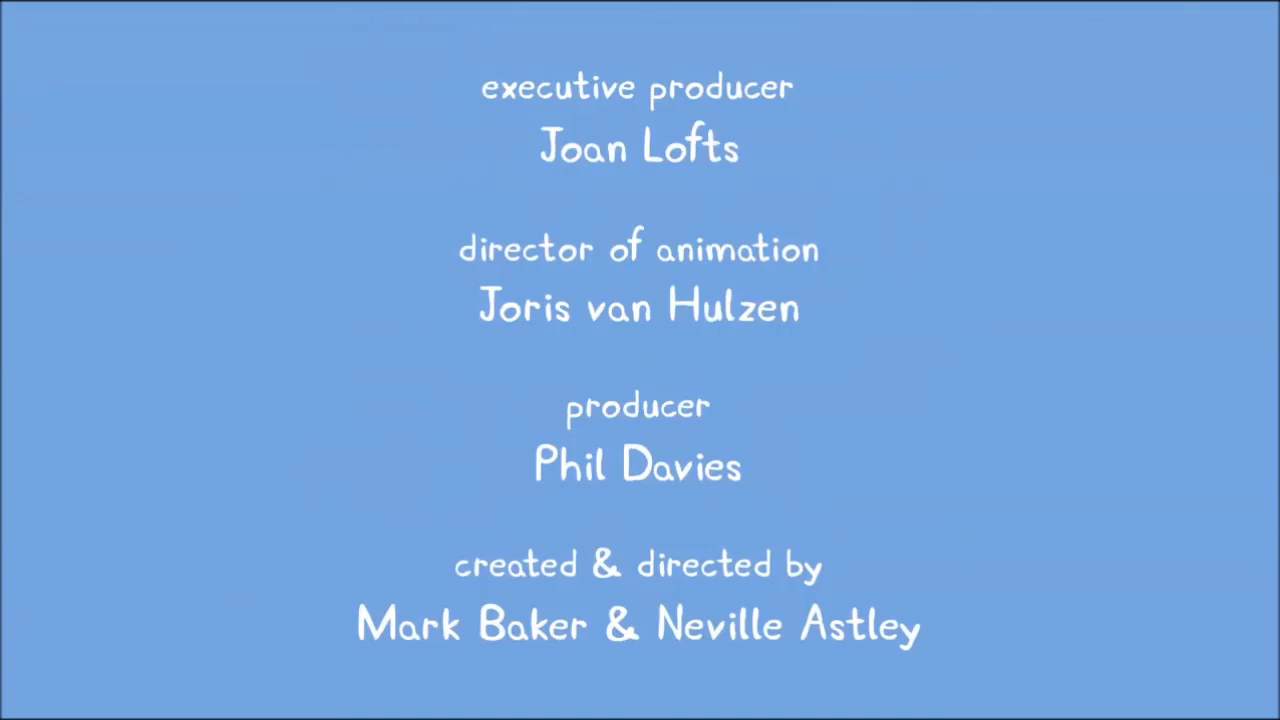 executive producer
Joan Lofts
director of animation
Joris van Hulzen
producer
Phil Davies
created & directed by
Mark Baker & Neville Astley